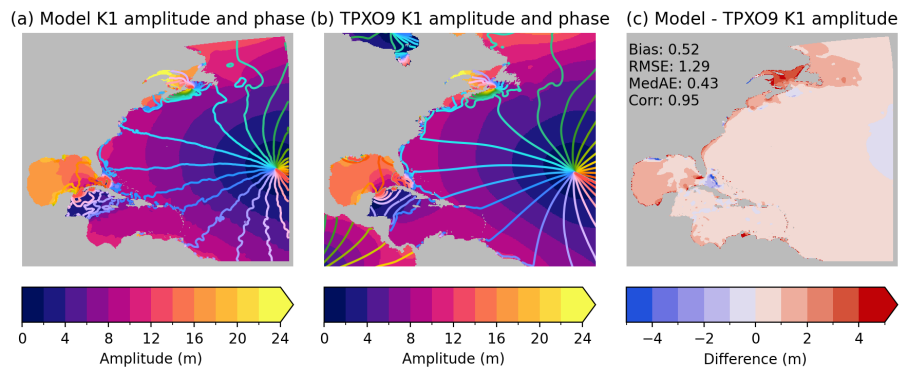 (a) Model K1 amplitude and phase
(b) TPXO9 K1 amplitude and phase
(c) Model - TPXO9 K1 amplitude
Bias: 0.52
RMSE: 1.29
MedAE: 0.43
Corr: 0.95
0 4 8 12 16 20 24
Amplitude (m)
0 4 8 12 16 20 24
Amplitude (m)
−4 −2 0 2 4
Difference (m)